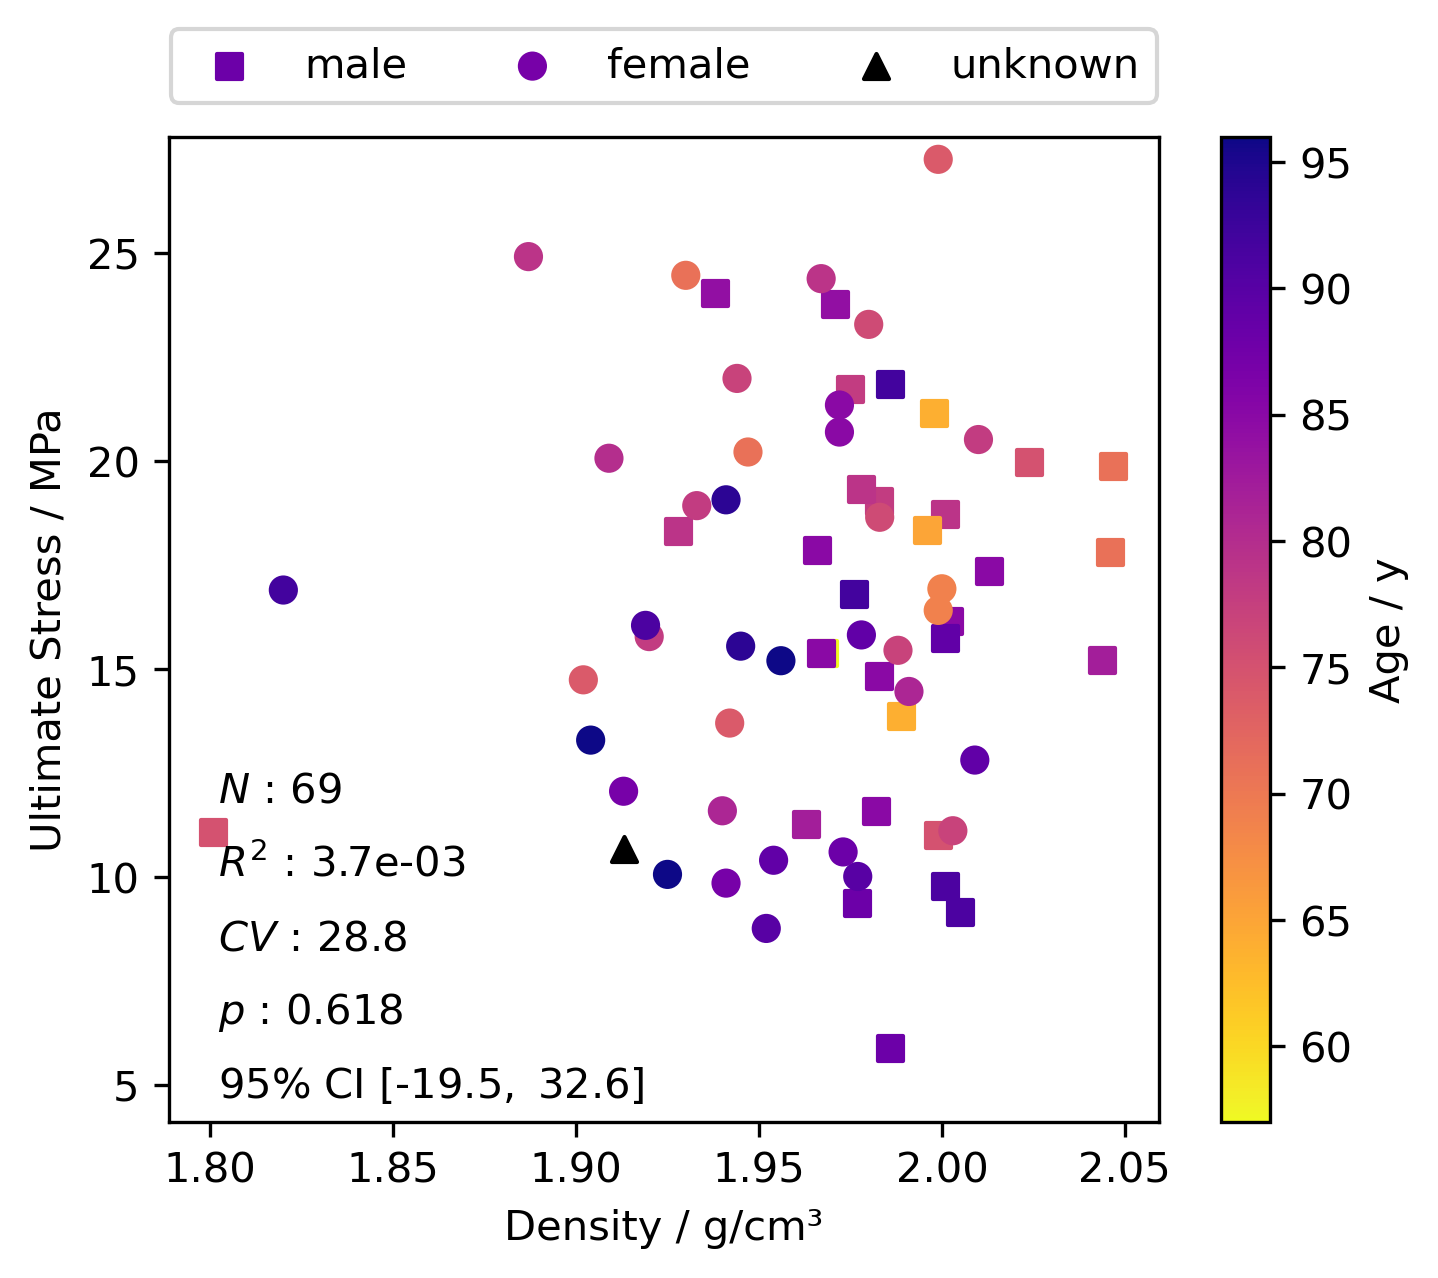 male female unknown
Ultimate Stress / MPa
25
20
15
10
5
N : 69
R² : 3.7e-03
CV : 28.8
p : 0.618
95% CI [-19.5, 32.6]
1.80 1.85 1.90 1.95 2.00 2.05
Density / g/cm³
95
90
85
80
75
70
65
60
Age / y